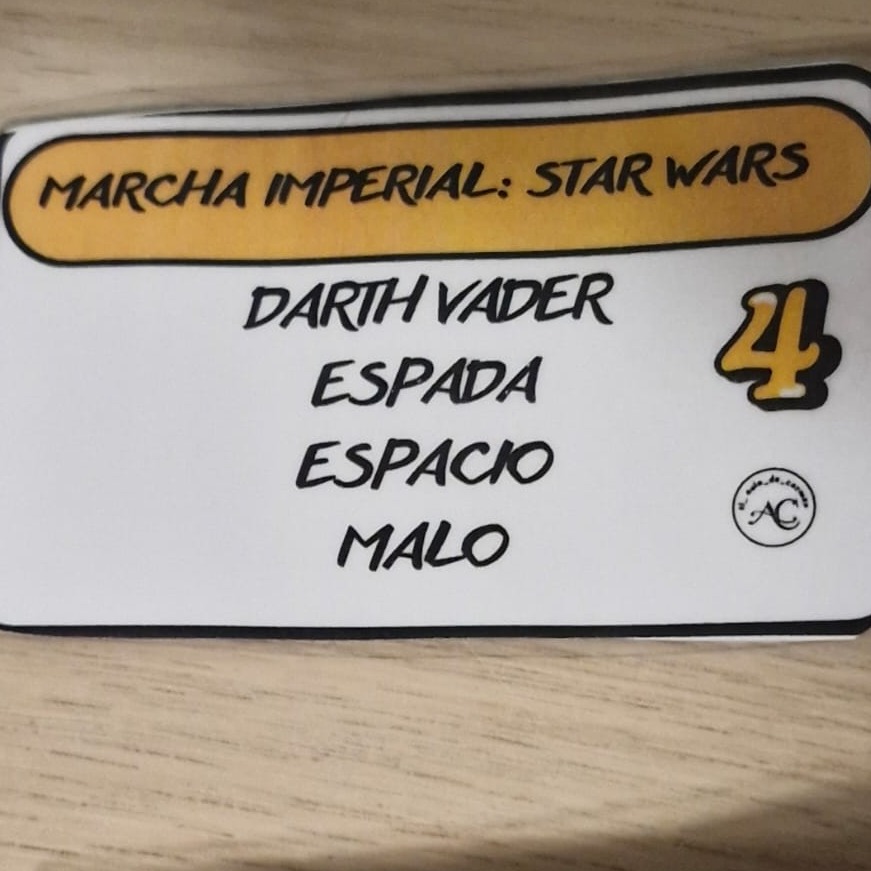 MARCHA IMPERIAL: STAR WARS
DARTH VADER
ESPADA
ESPACIO
MALO
4
AC